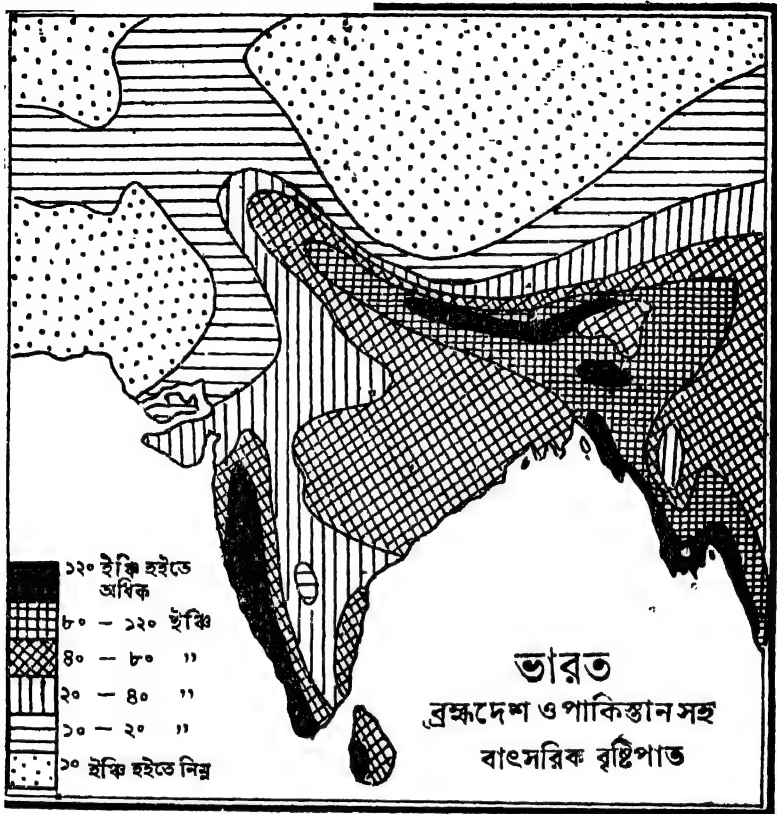 ১২০ ইঞ্চি হইতে
অধিক
৮০ — ১২০ ইঞ্চি
৪০ — ৮০ "
২০ — ৪০ "
১০ — ২০ "
১০ ইঞ্চি হইতে নিম্ন
ভারত
ব্রহ্মদেশ ও পাকিস্তান সহ
বাৎসরিক বৃষ্টিপাত